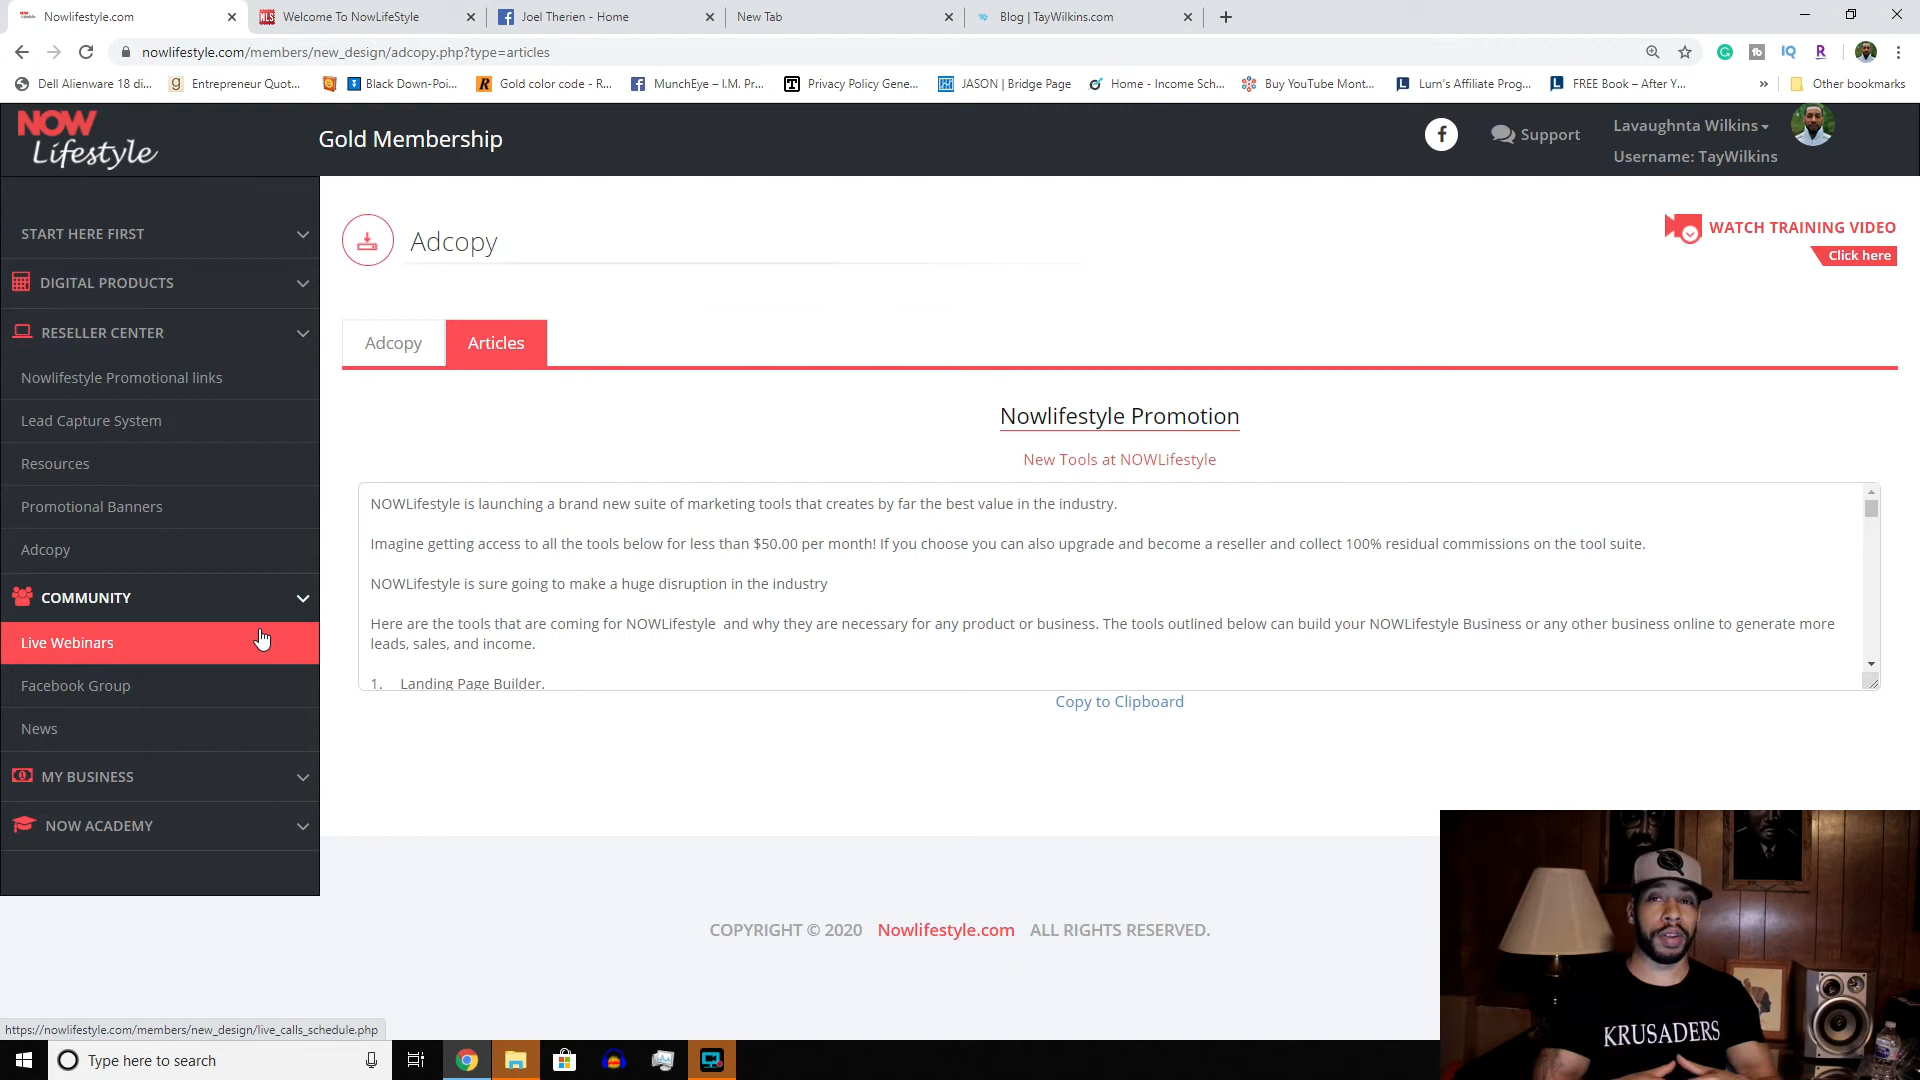 Nowlifestyle.com
NLS Welcome To NowLifeStyle
Joel Therien - Home
New Tab
Blog | TayWilkins.com
nowlifestyle.com/members/new_design/adcopy.php?type=articles
Dell Alienware 18 di...
Entrepreneur Quot...
Black Down-Poi...
Gold color code - R...
MunchEye – I.M. Pr...
Privacy Policy Gene...
JASON | Bridge Page
Home - Income Sch...
Buy YouTube Mont...
Lurn's Affiliate Prog...
FREE Book – After Y...
Other bookmarks
NOW
Lifestyle
Gold Membership
Support
Lavaughnta Wilkins
Username: TayWilkins
START HERE FIRST
DIGITAL PRODUCTS
RESELLER CENTER
Nowlifestyle Promotional links
Lead Capture System
Resources
Promotional Banners
Adcopy
COMMUNITY
Live Webinars
Facebook Group
News
MY BUSINESS
NOW ACADEMY
Adcopy
WATCH TRAINING VIDEO
Click here
Adcopy
Articles
Nowlifestyle Promotion
New Tools at NOWLifestyle
NOWLifestyle is launching a brand new suite of marketing tools that creates by far the best value in the industry.
Imagine getting access to all the tools below for less than $50.00 per month! If you choose you can also upgrade and become a reseller and collect 100% residual commissions on the tool suite.
NOWLifestyle is sure going to make a huge disruption in the industry
Here are the tools that are coming for NOWLifestyle and why they are necessary for any product or business. The tools outlined below can build your NOWLifestyle Business or any other business online to generate more
leads, sales, and income.
1. Landing Page Builder.
Copy to Clipboard
COPYRIGHT © 2020 Nowlifestyle.com ALL RIGHTS RESERVED.
KRUSADERS
https://nowlifestyle.com/members/new_design/live_calls_schedule.php
Type here to search